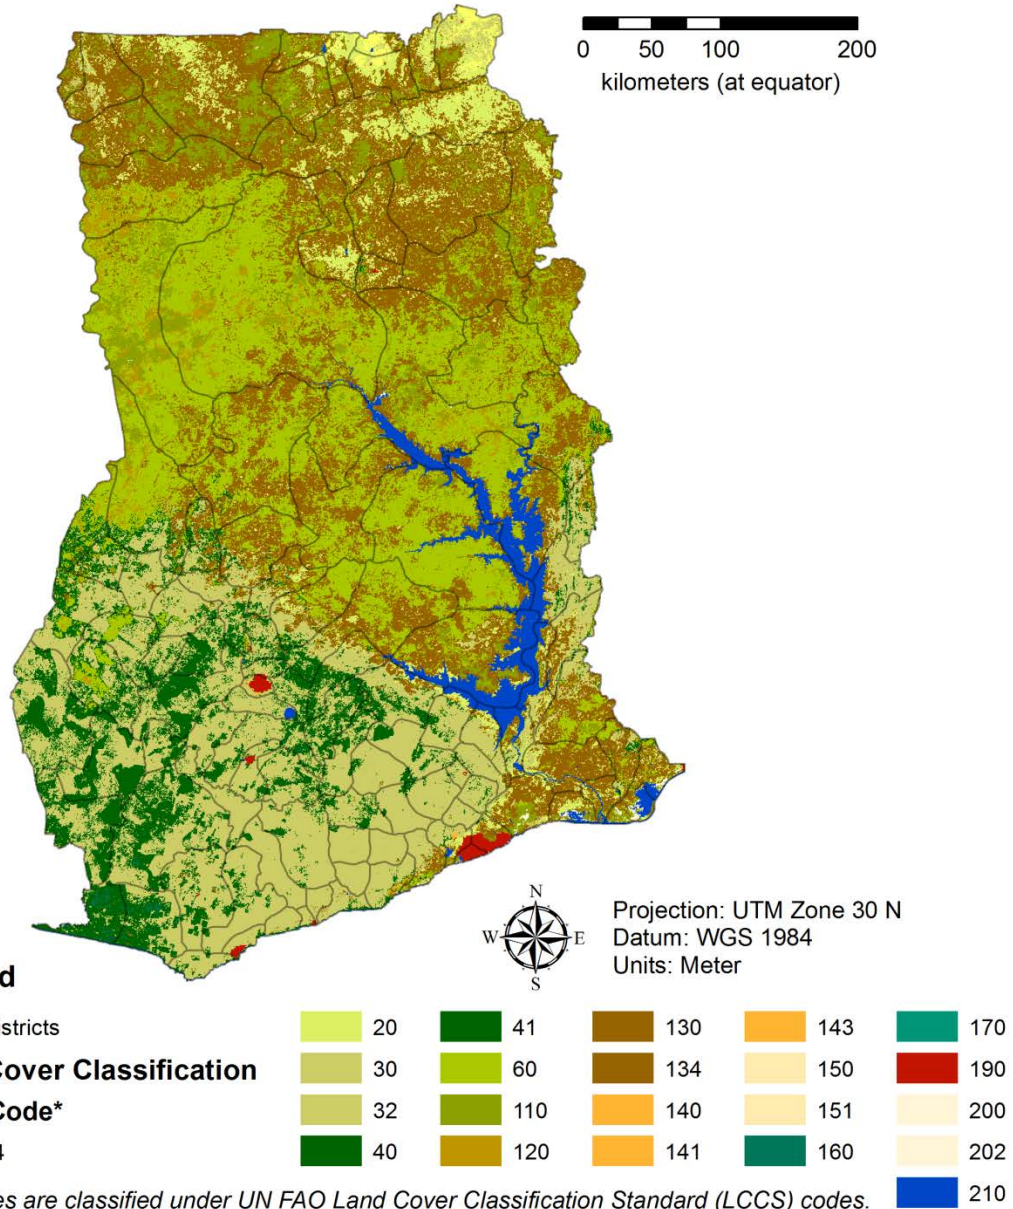 0 50 100 200
kilometers (at equator)
N
W E
S
Projection: UTM Zone 30 N
Datum: WGS 1984
Units: Meter
20 41 130 143 170
Cover Classification
30 60 134 150 190
Code*
32 110 140 151 200
40 120 141 160 202
210
are classified under UN FAO Land Cover Classification Standard (LCCS) codes.